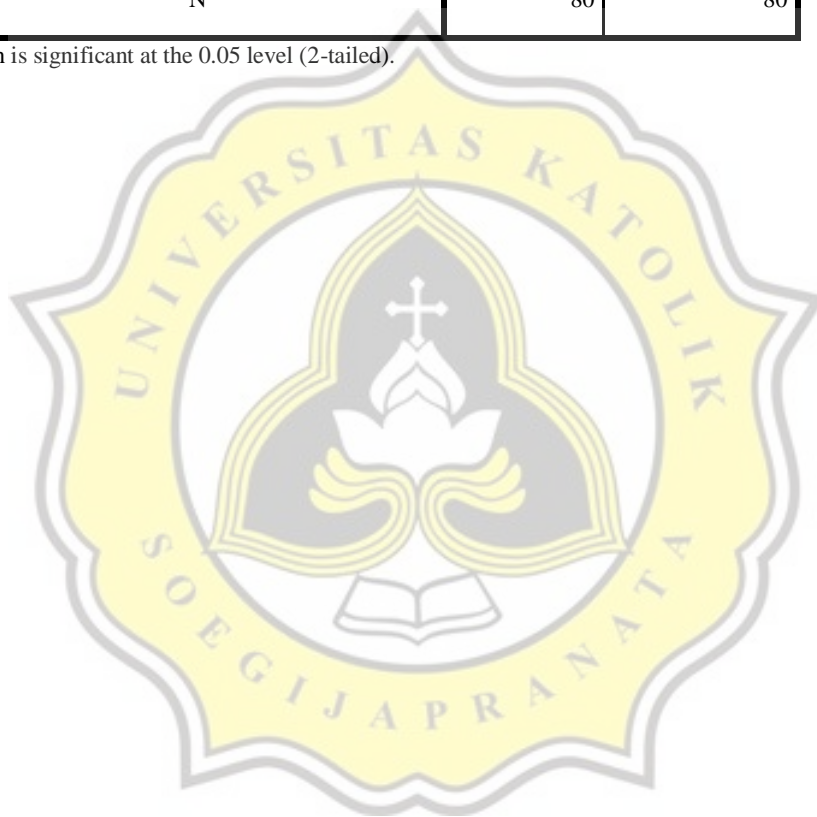 N 80 80
is significant at the 0.05 level (2-tailed).
UNIVERSITAS KATOLIK
SOEGIJAPRANATA